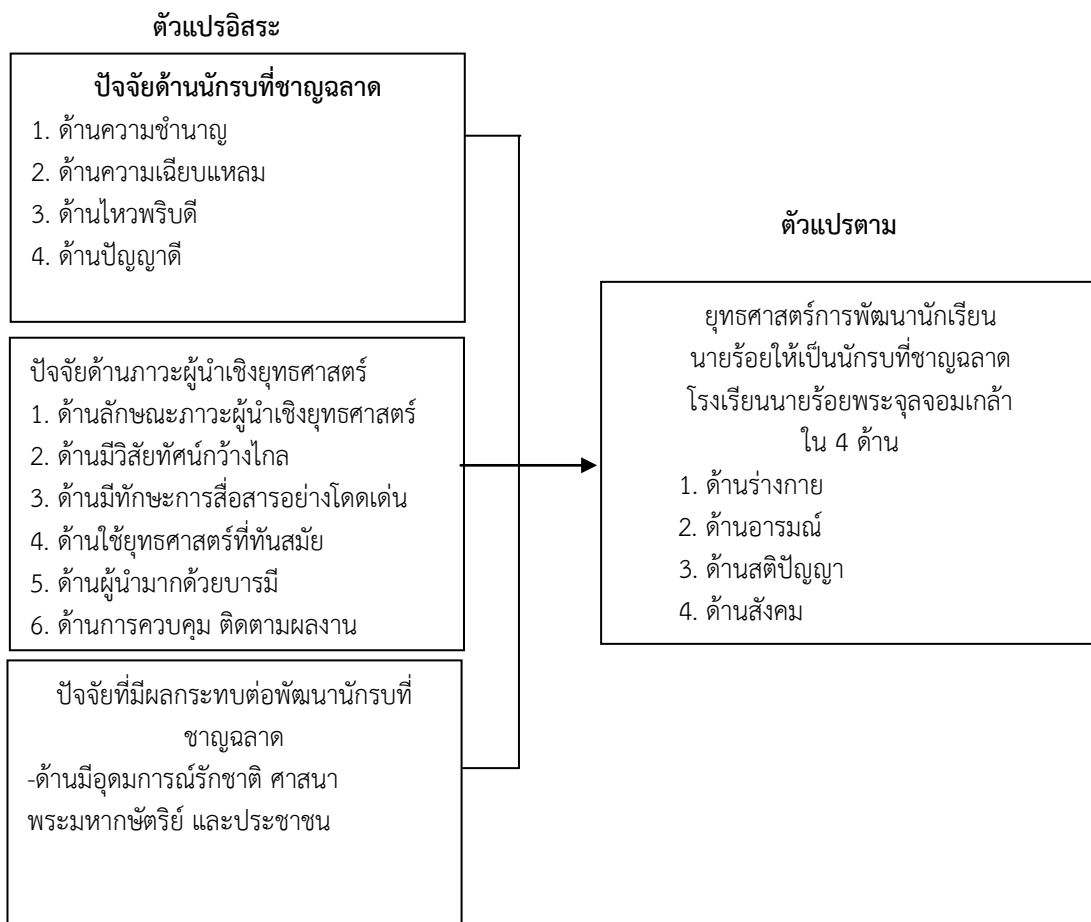 ตัวแปรอิสระ
ปัจจัยด้านนักรบที่ชาญฉลาด
1. ด้านความชำนาญ
2. ด้านความเฉียบแหลม
3. ด้านไหวพริบดี
4. ด้านปัญญาดี
ปัจจัยด้านภาวะผู้นำเชิงยุทธศาสตร์
1. ด้านลักษณะภาวะผู้นำเชิงยุทธศาสตร์
2. ด้านมีวิสัยทัศน์กว้างไกล
3. ด้านมีทักษะการสื่อสารอย่างโดดเด่น
4. ด้านใช้ยุทธศาสตร์ที่ทันสมัย
5. ด้านผู้นำมากด้วยบารมี
6. ด้านการควบคุม ติดตามผลงาน
ปัจจัยที่มีผลกระทบต่อพัฒนานักรบที่
ชาญฉลาด
-ด้านมีอุดมการณ์รักชาติ ศาสนา
พระมหากษัตริย์ และประชาชน
ตัวแปรตาม
ยุทธศาสตร์การพัฒนานักเรียน
นายร้อยให้เป็นนักรบที่ชาญฉลาด
โรงเรียนนายร้อยพระจุลจอมเกล้า
ใน 4 ด้าน
1. ด้านร่างกาย
2. ด้านอารมณ์
3. ด้านสติปัญญา
4. ด้านสังคม